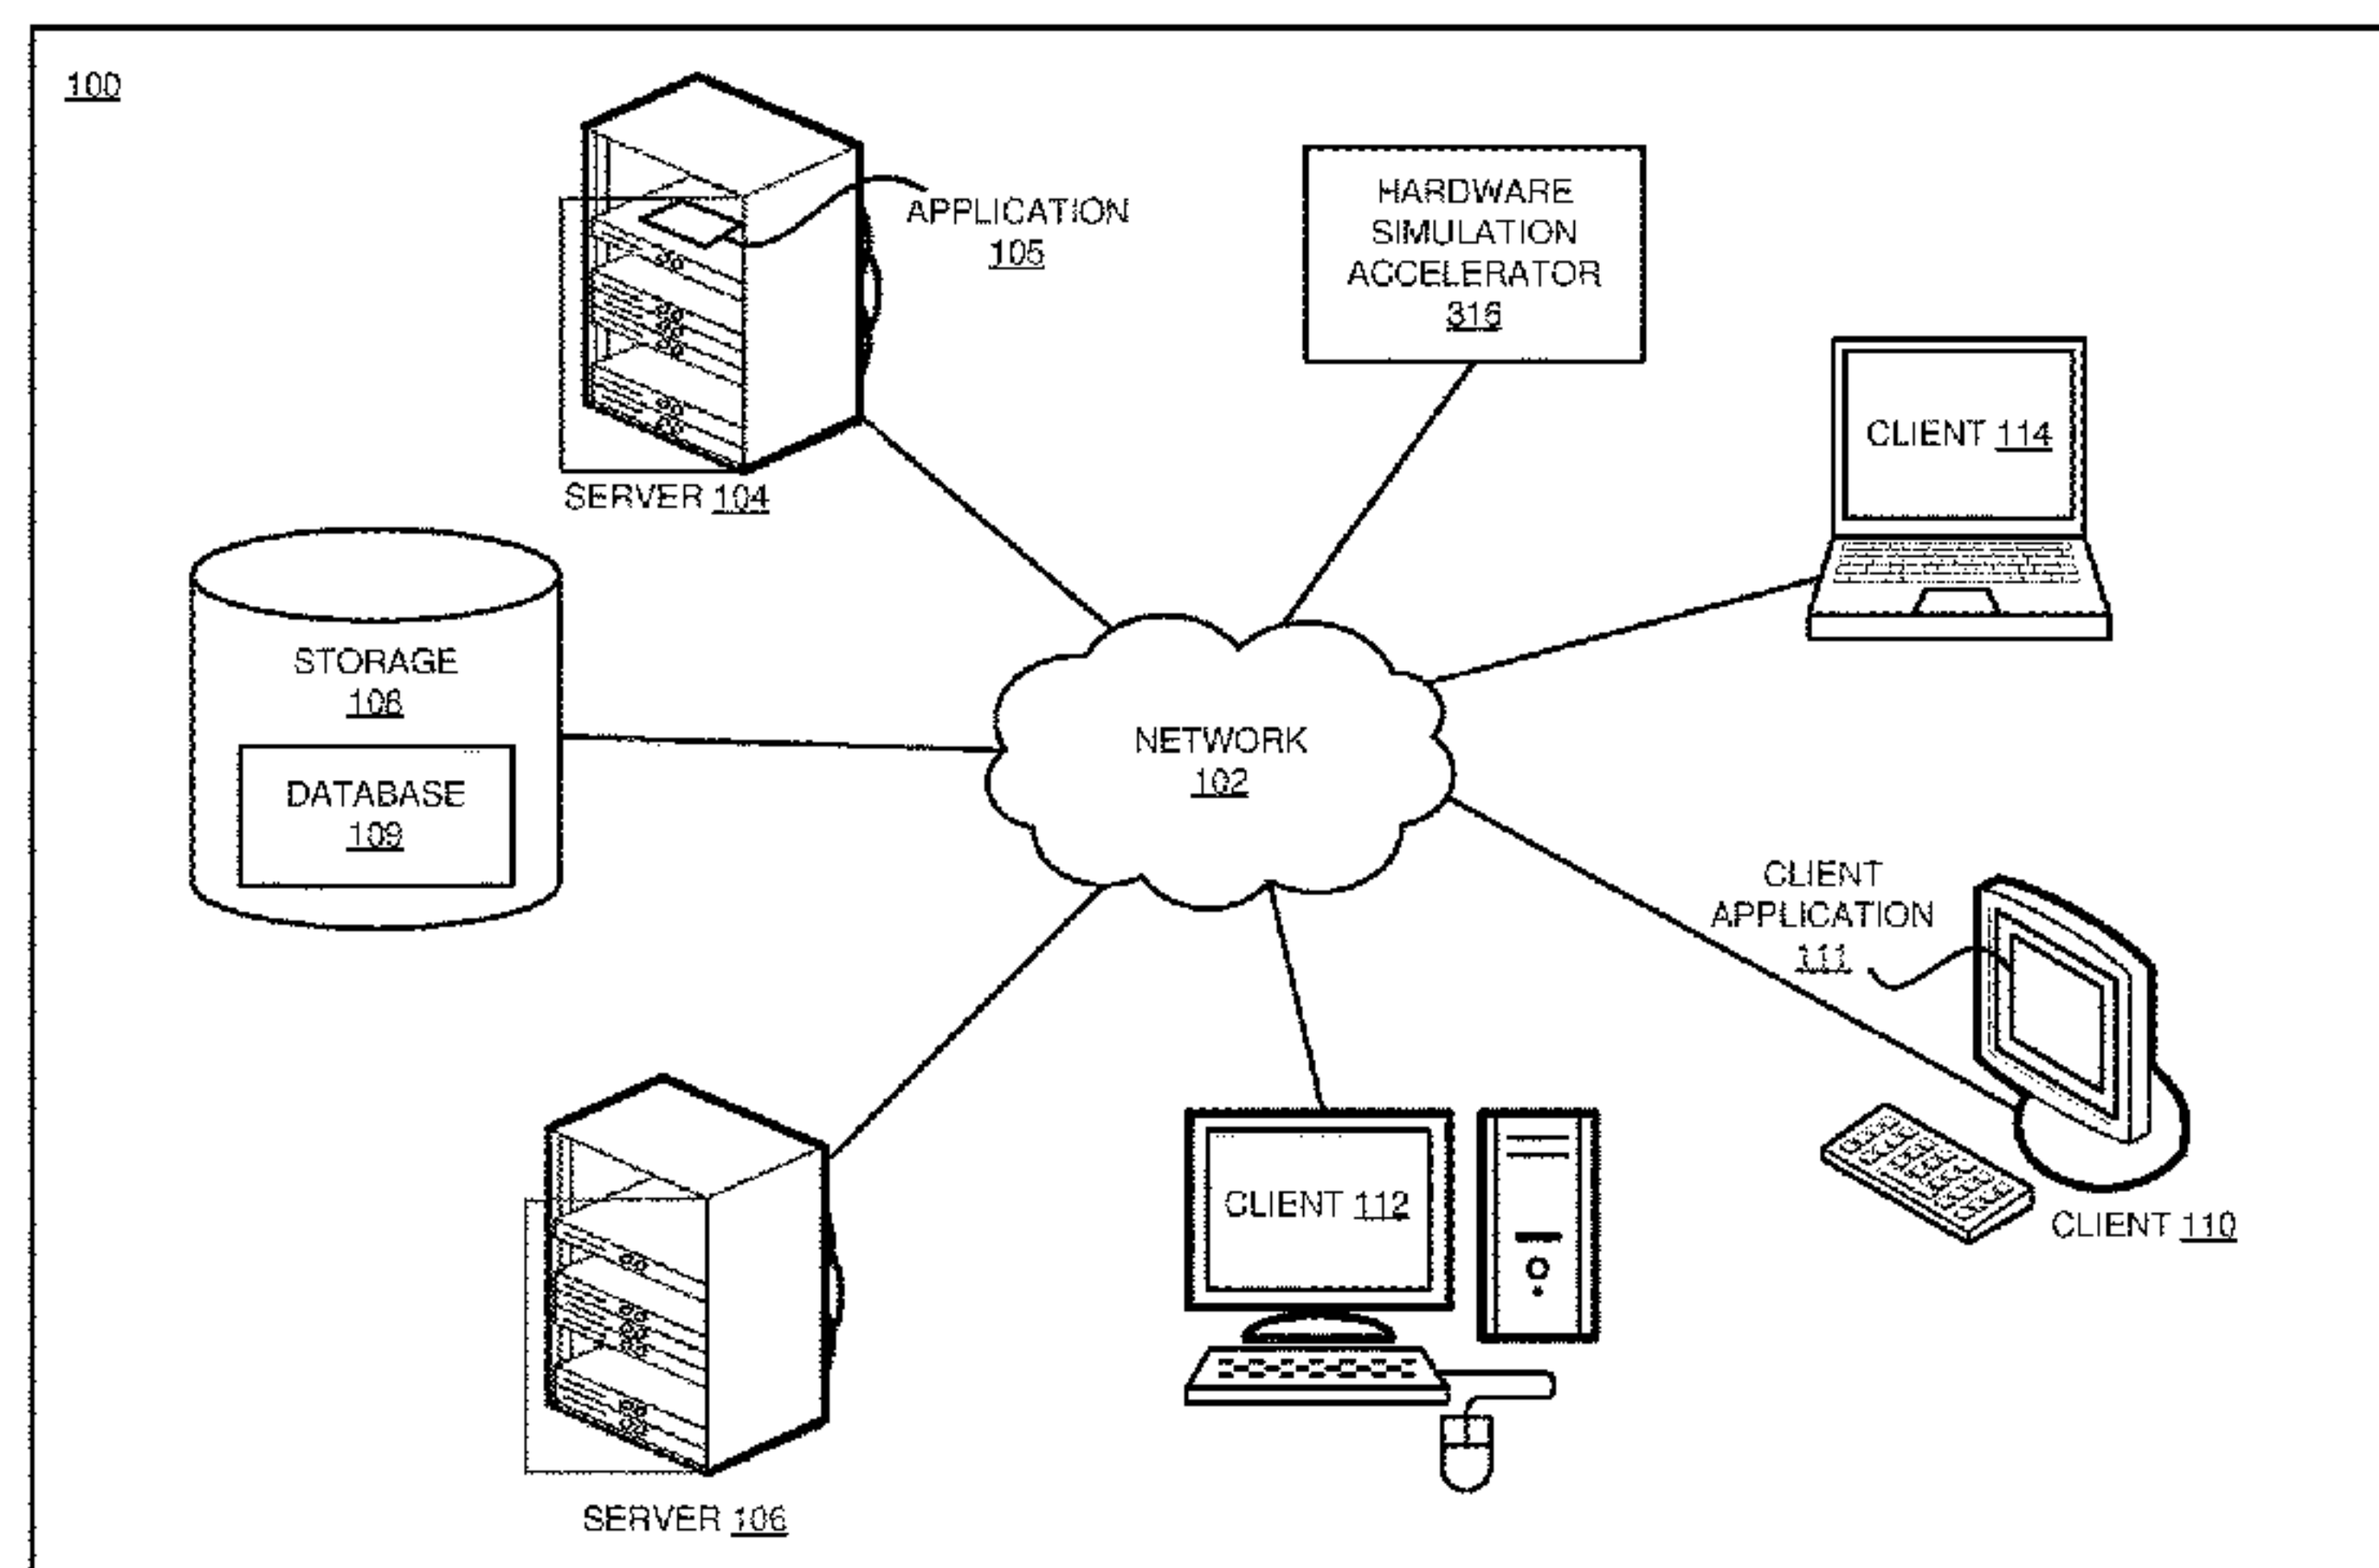 100
APPLICATION
105
HARDWARE
SIMULATION
ACCELERATOR
316
CLIENT 114
SERVER 104
STORAGE
108
DATABASE
109
NETWORK
102
CLIENT
APPLICATION
111
CLIENT 112
CLIENT 110
SERVER 106